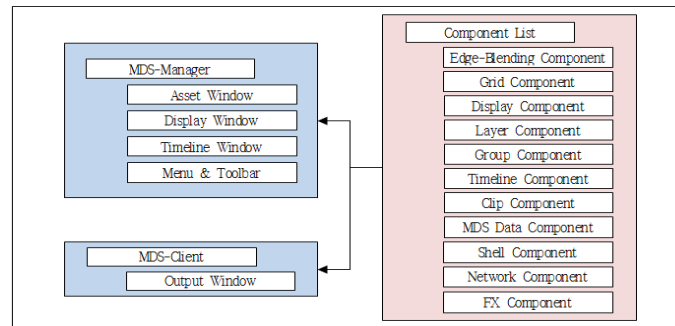 MDS-Manager
Asset Window
Display Window
Timeline Window
Menu & Toolbar
MDS-Client
Output Window
Component List
Edge-Blending Component
Grid Component
Display Component
Layer Component
Group Component
Timeline Component
Clip Component
MDS Data Component
Shell Component
Network Component
FX Component